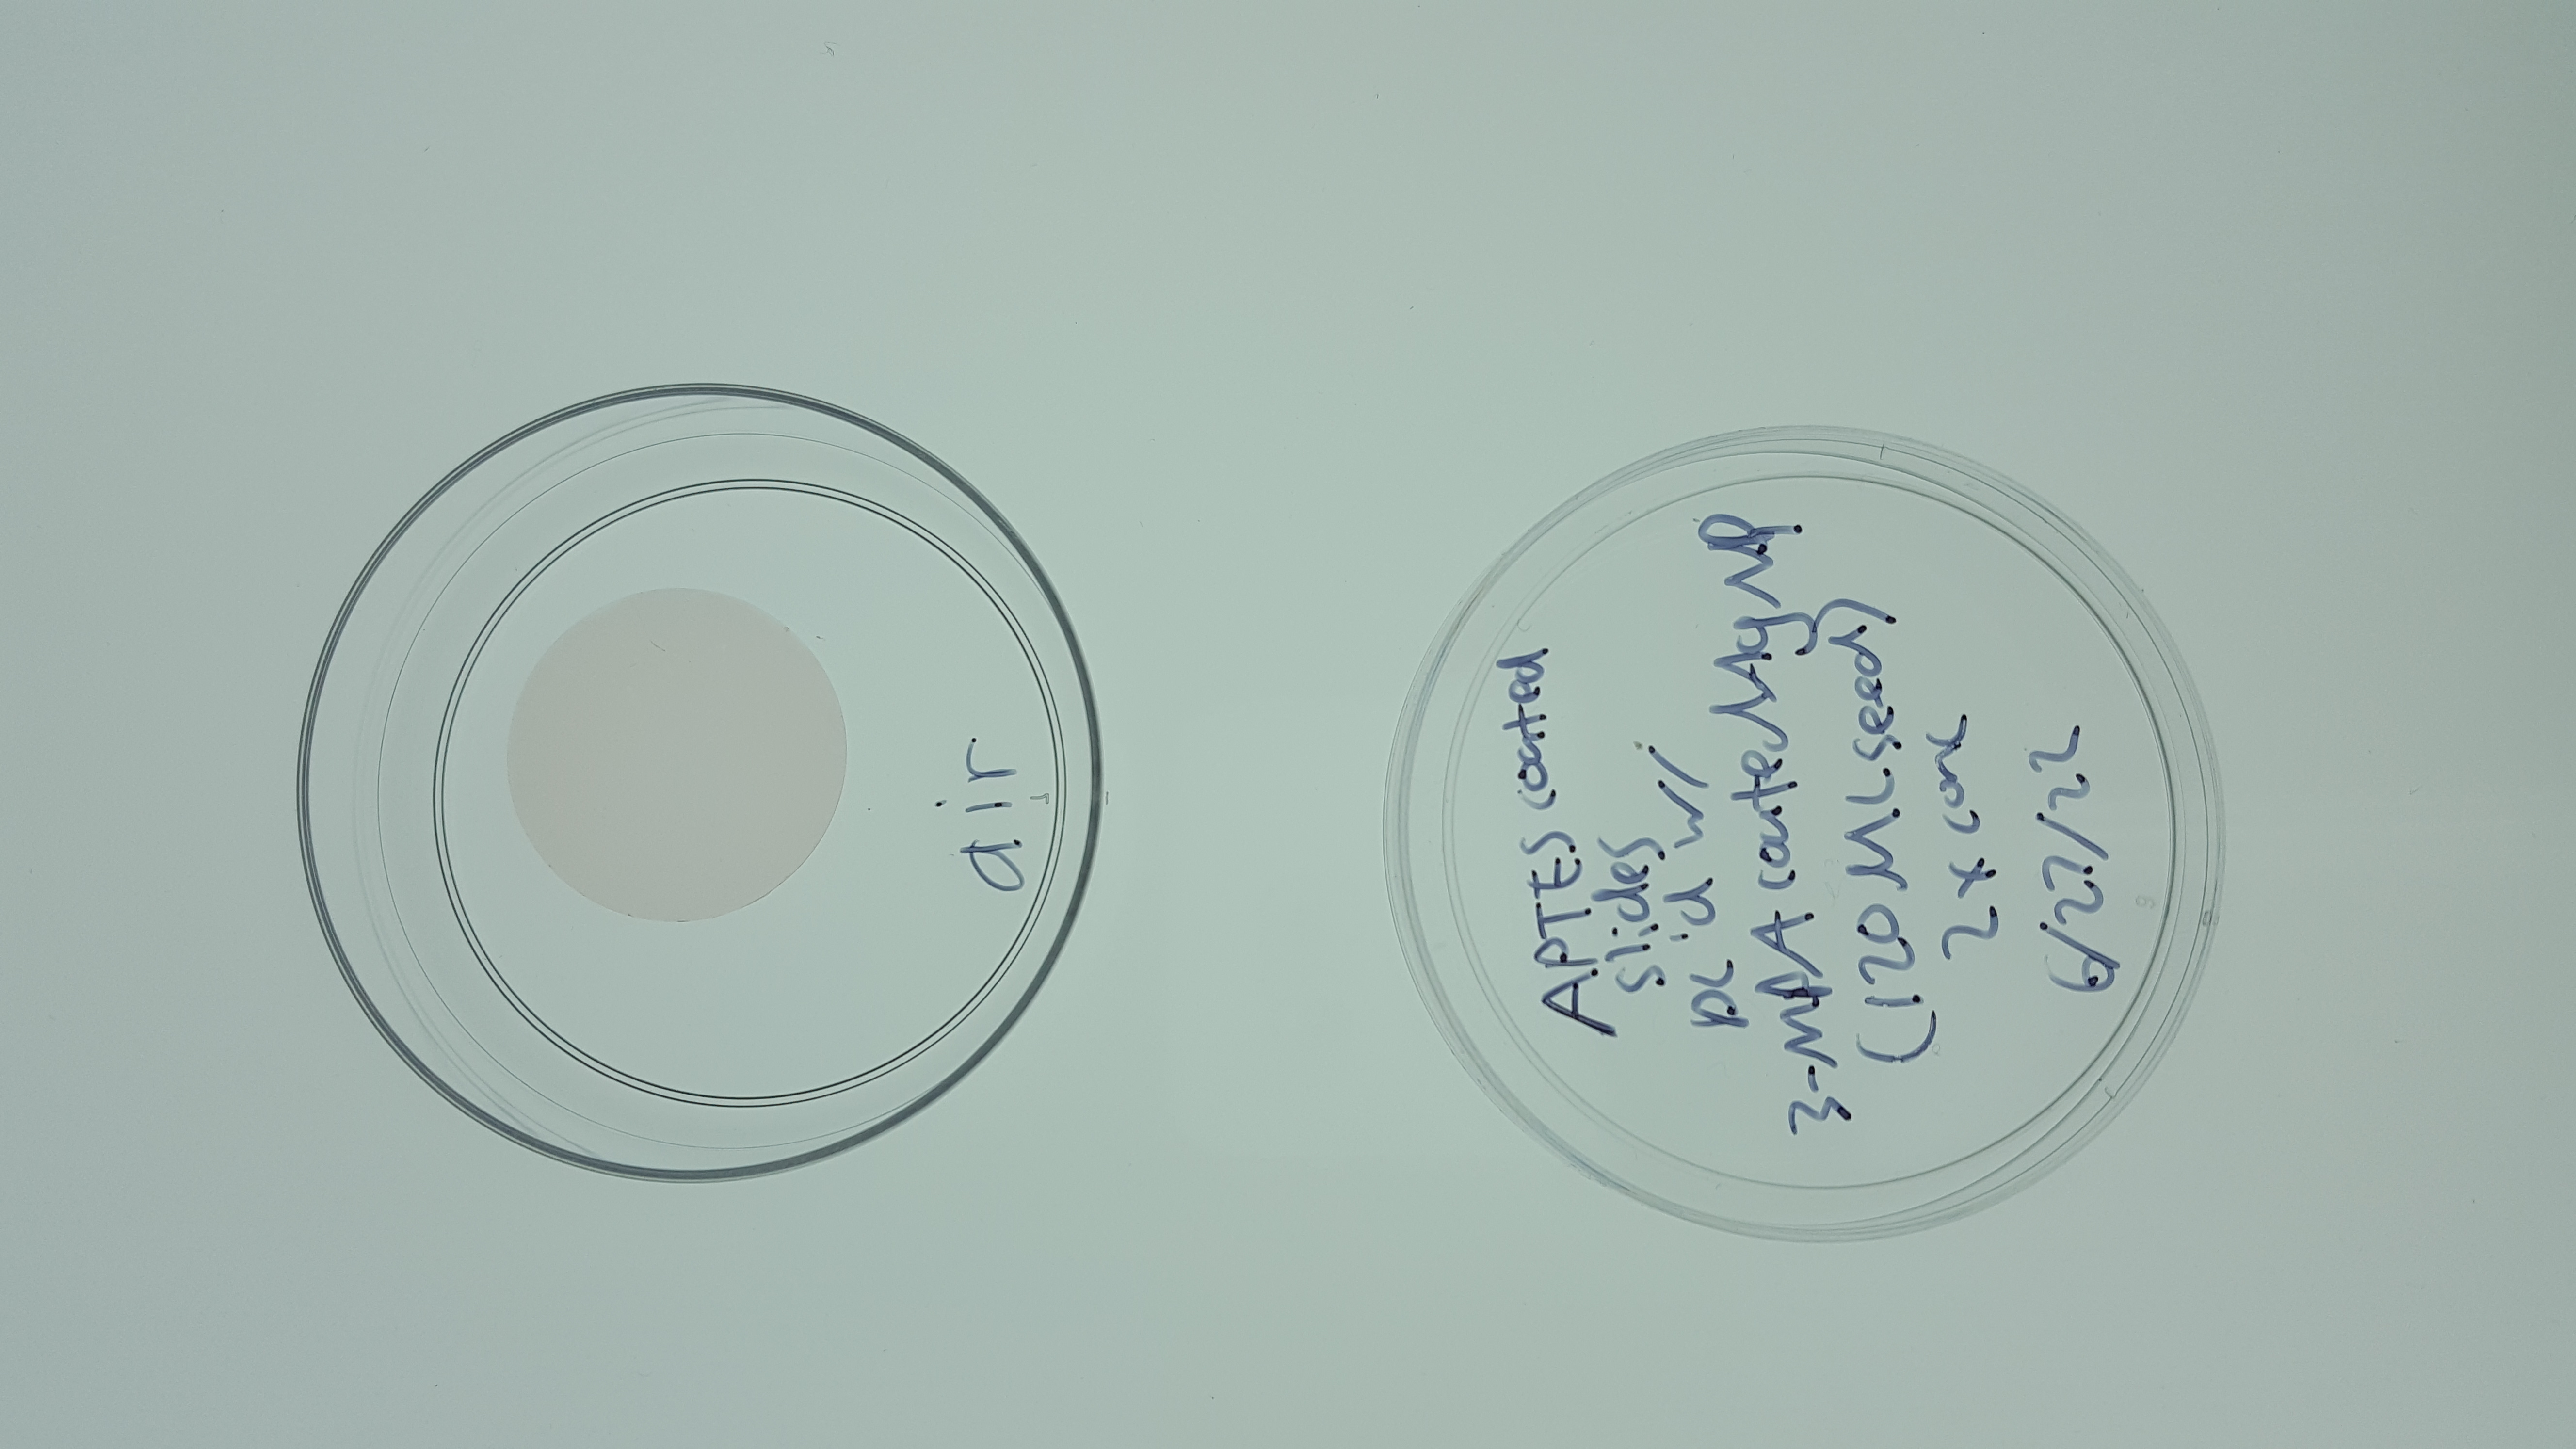 air
APTES coated
slides
DC'd w/
3-MPA coated Ag NP
(120 ML seed)
2x conc
6/27/22